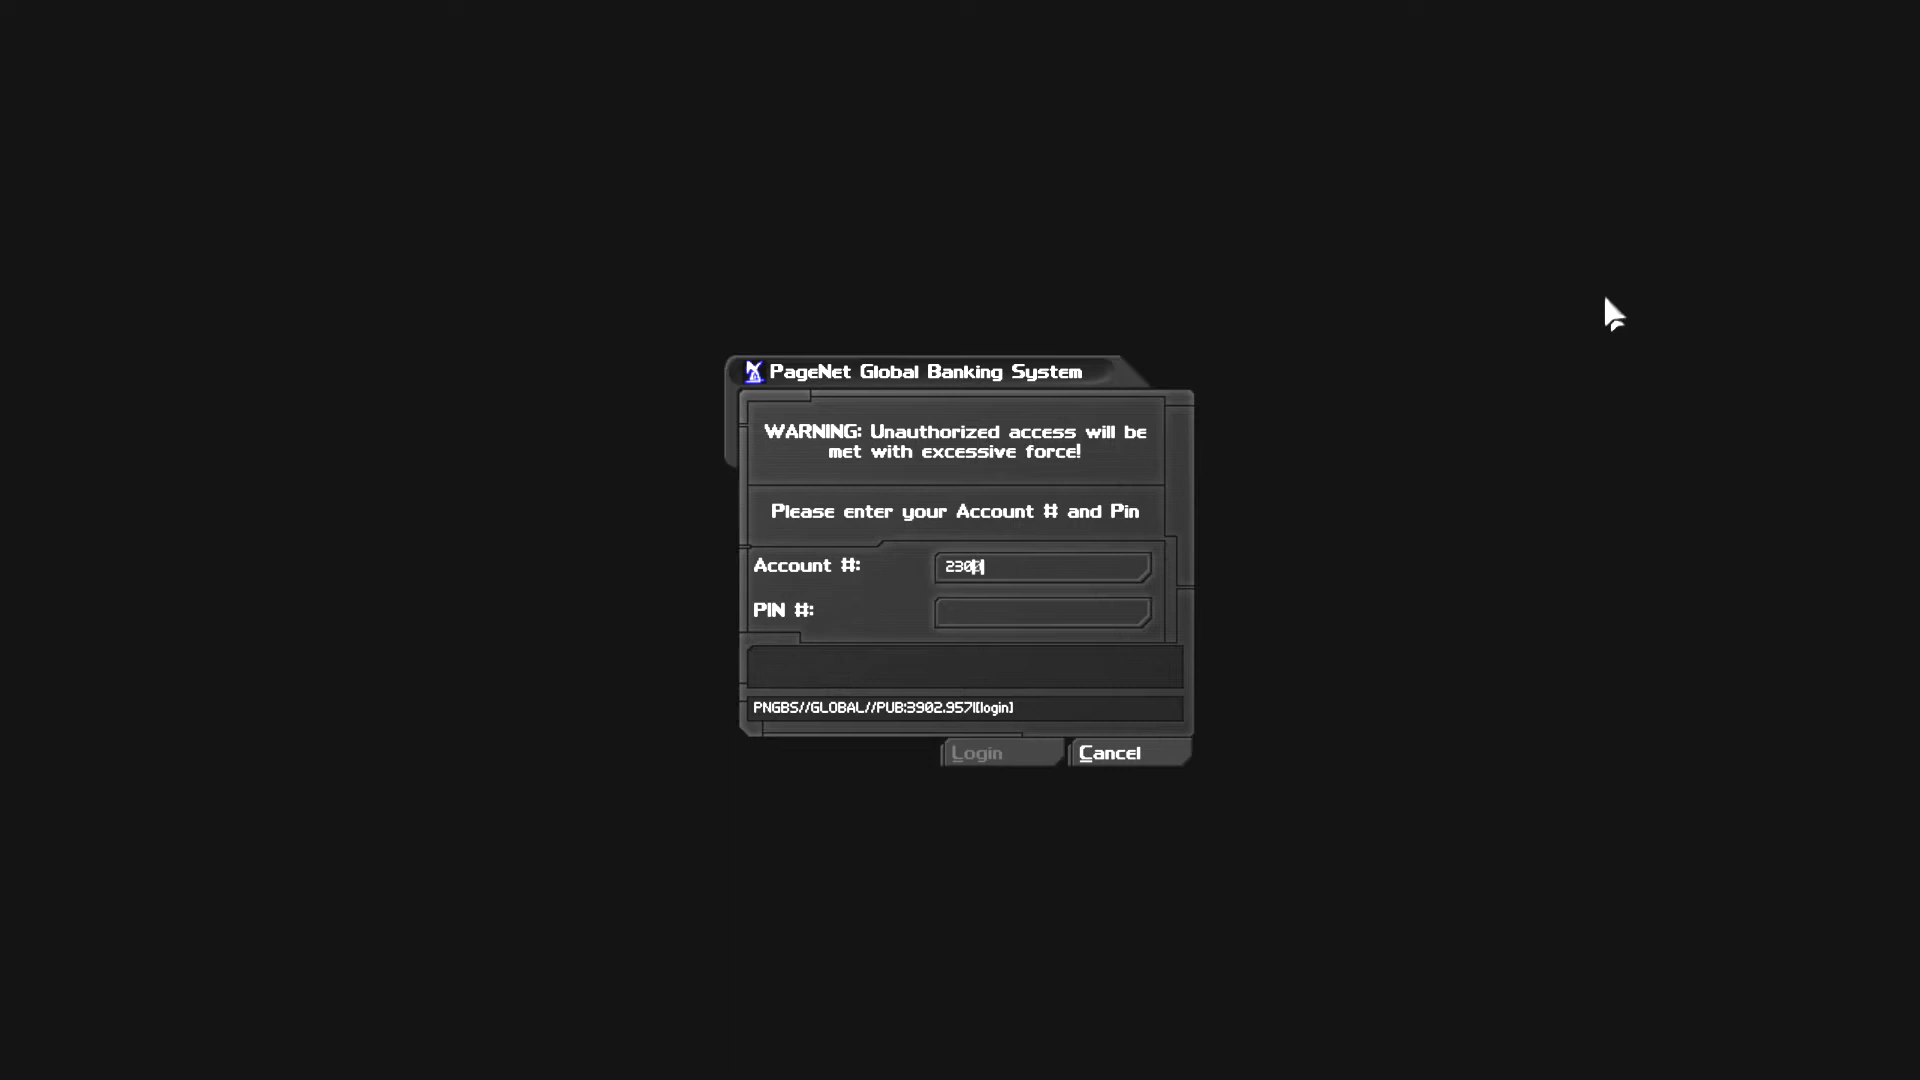 PageNet Global Banking System
WARNING: Unauthorized access will be
met with excessive force!
Please enter your Account # and Pin
Account #: 2300
PIN #:
PNGBS//GLOBAL//PUB:3902.9571[login]
Login Cancel